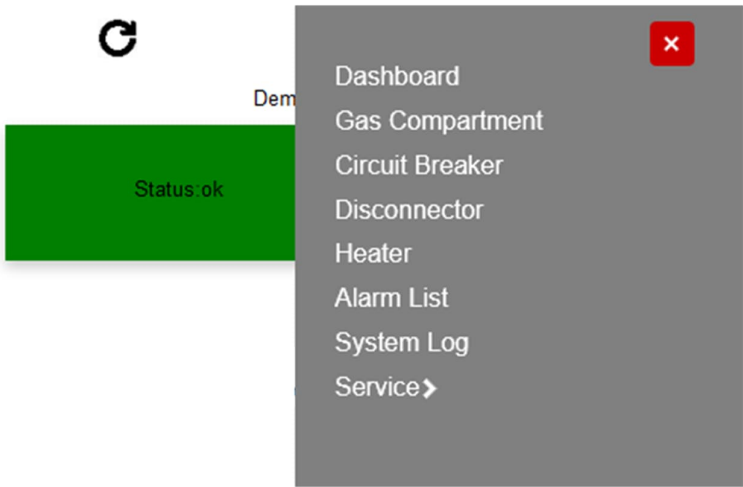 Dem
Status:ok
Dashboard
Gas Compartment
Circuit Breaker
Disconnector
Heater
Alarm List
System Log
Service